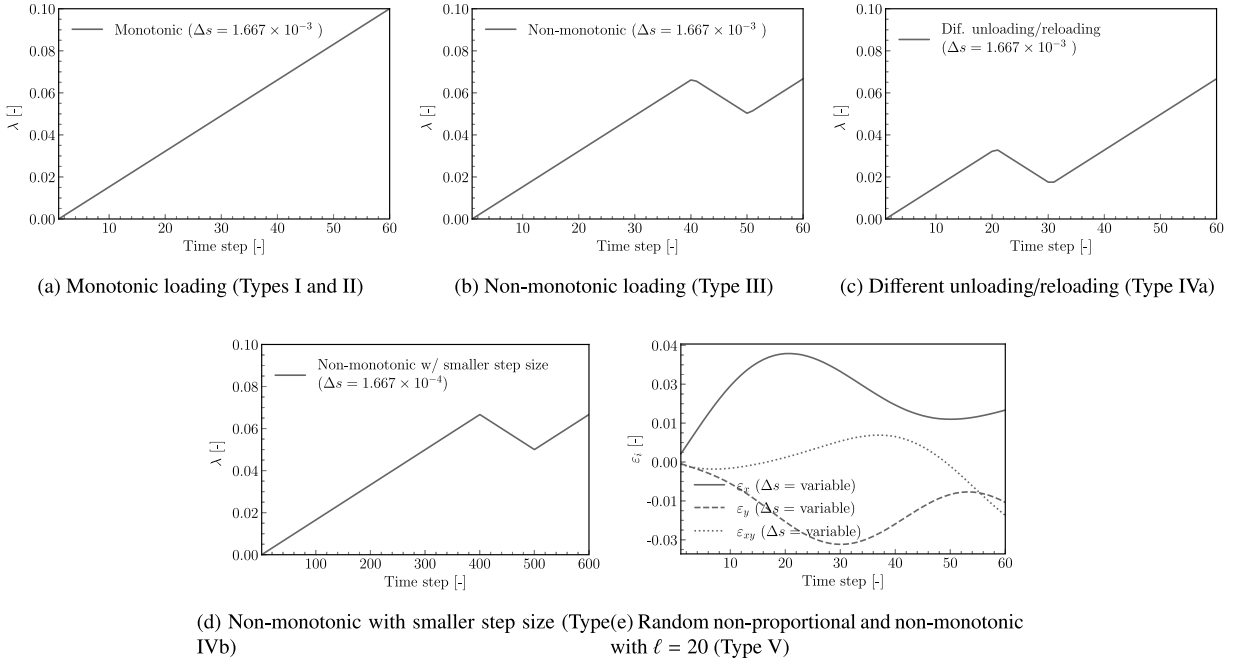 0.10
0.08
0.06
0.04
0.02
0.00
λ [-]
Monotonic (Δs = 1.667 × 10⁻³ )
10 20 30 40 50 60
Time step [-]
(a) Monotonic loading (Types I and II)
0.10
0.08
0.06
0.04
0.02
0.00
λ [-]
Non-monotonic (Δs = 1.667 × 10⁻³ )
10 20 30 40 50 60
Time step [-]
(b) Non-monotonic loading (Type III)
0.10
0.08
0.06
0.04
0.02
0.00
λ [-]
Dif. unloading/reloading
(Δs = 1.667 × 10⁻³ )
10 20 30 40 50 60
Time step [-]
(c) Different unloading/reloading (Type IVa)
0.10
0.08
0.06
0.04
0.02
0.00
λ [-]
Non-monotonic w/ smaller step size
(Δs = 1.667 × 10⁻⁴)
100 200 300 400 500 600
Time step [-]
(d) Non-monotonic with smaller step size (Type
IVb)
0.04
0.03
0.01
0.00
-0.01
-0.03
εᵢ [-]
εₓ (Δs = variable)
ε_y (Δs = variable)
ε_xy (Δs = variable)
10 20 30 40 50 60
Time step [-]
(e) Random non-proportional and non-monotonic
with ℓ = 20 (Type V)